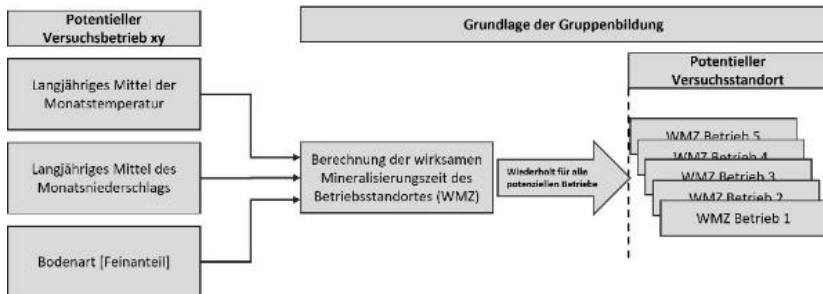 Potentieller
Versuchsbetrieb xy
Grundlage der Gruppenbildung
Langjähriges Mittel der
Monatstemperatur
Langjähriges Mittel des
Monatsniederschlags
Bodenart [Feinanteil]
Berechnung der wirksamen
Mineralisierungszeit des
Betriebsstandortes (WMZ)
Wiederholt für alle
potenziellen Betriebe
Potentieller
Versuchsstandort
WMZ Betrieb 5
WMZ Betrieb 4
WMZ Betrieb 3
WMZ Betrieb 2
WMZ Betrieb 1